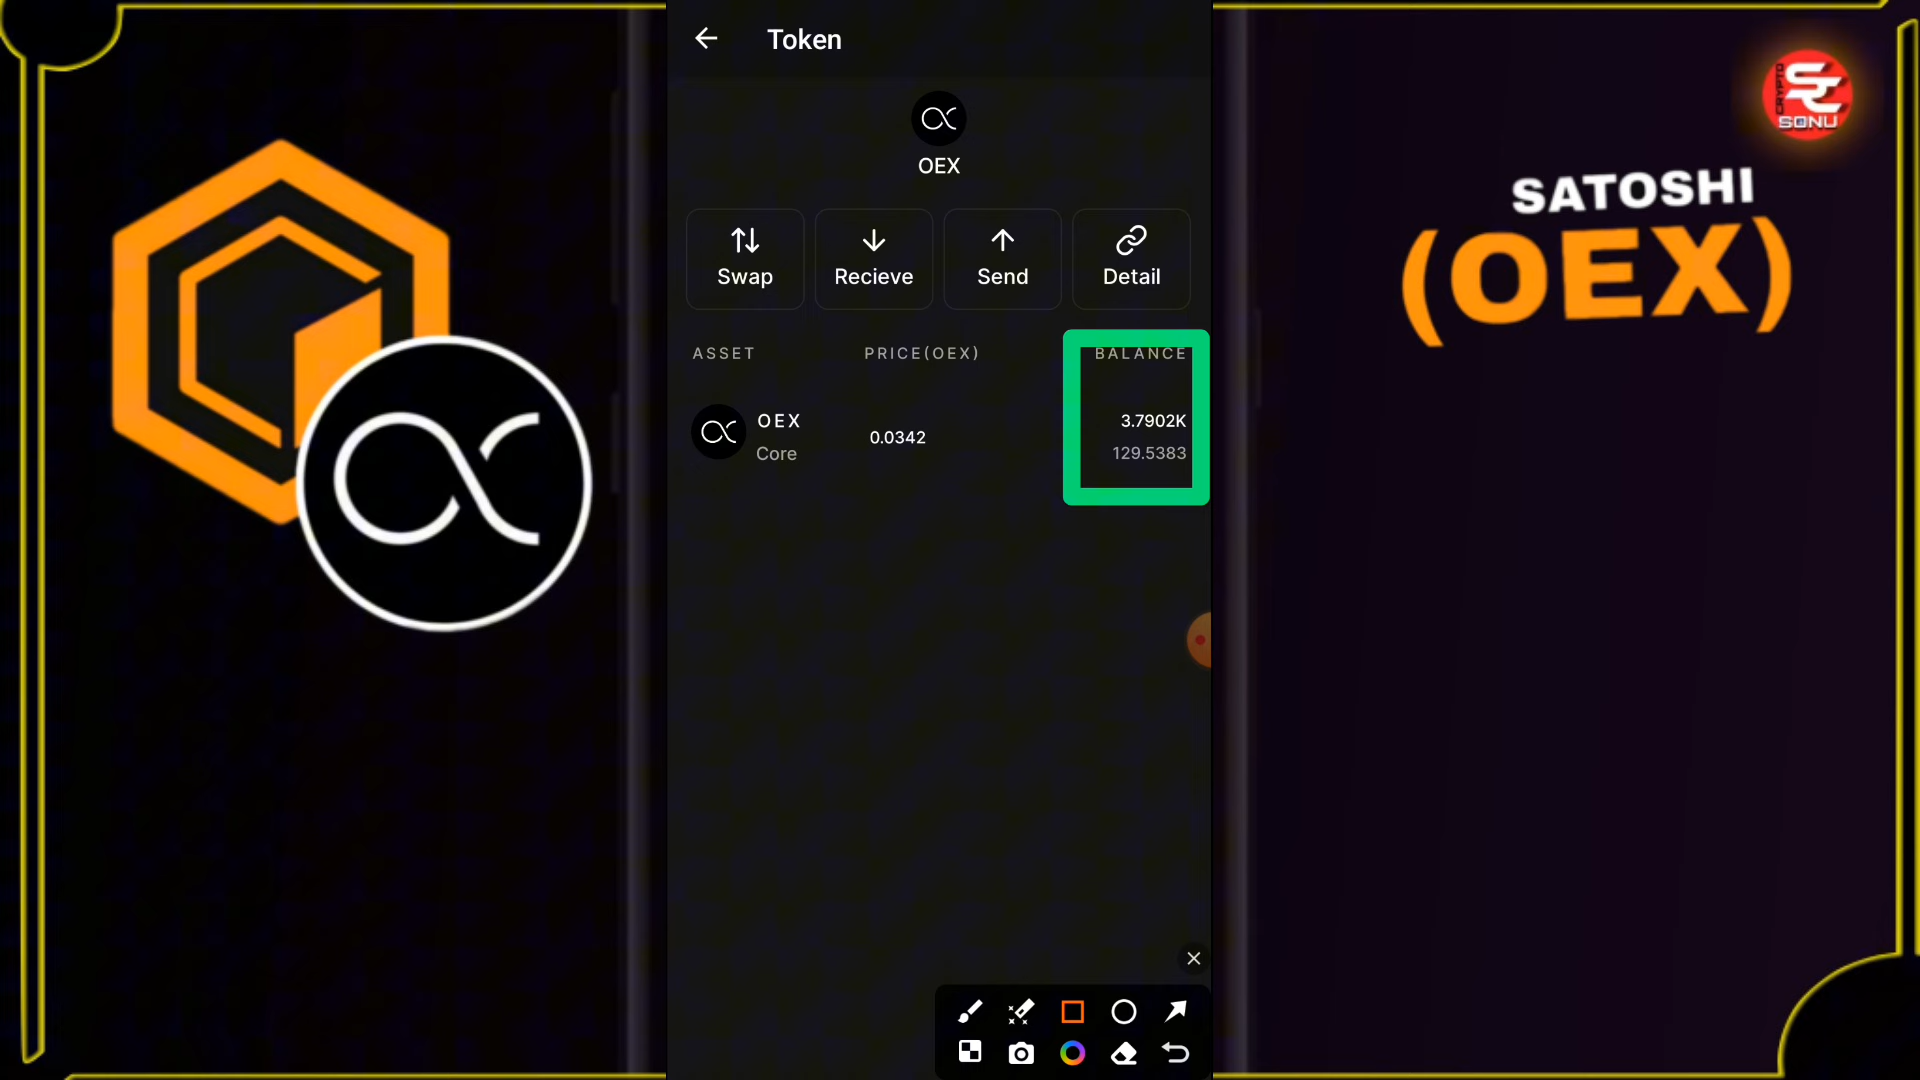 Token
OEX
Swap
Recieve
Send
Detail
ASSET
PRICE(OEX)
BALANCE
OEX
Core
0.0342
3.7902K
129.5383
CRYPTO
SONU
SATOSHI
(OEX)